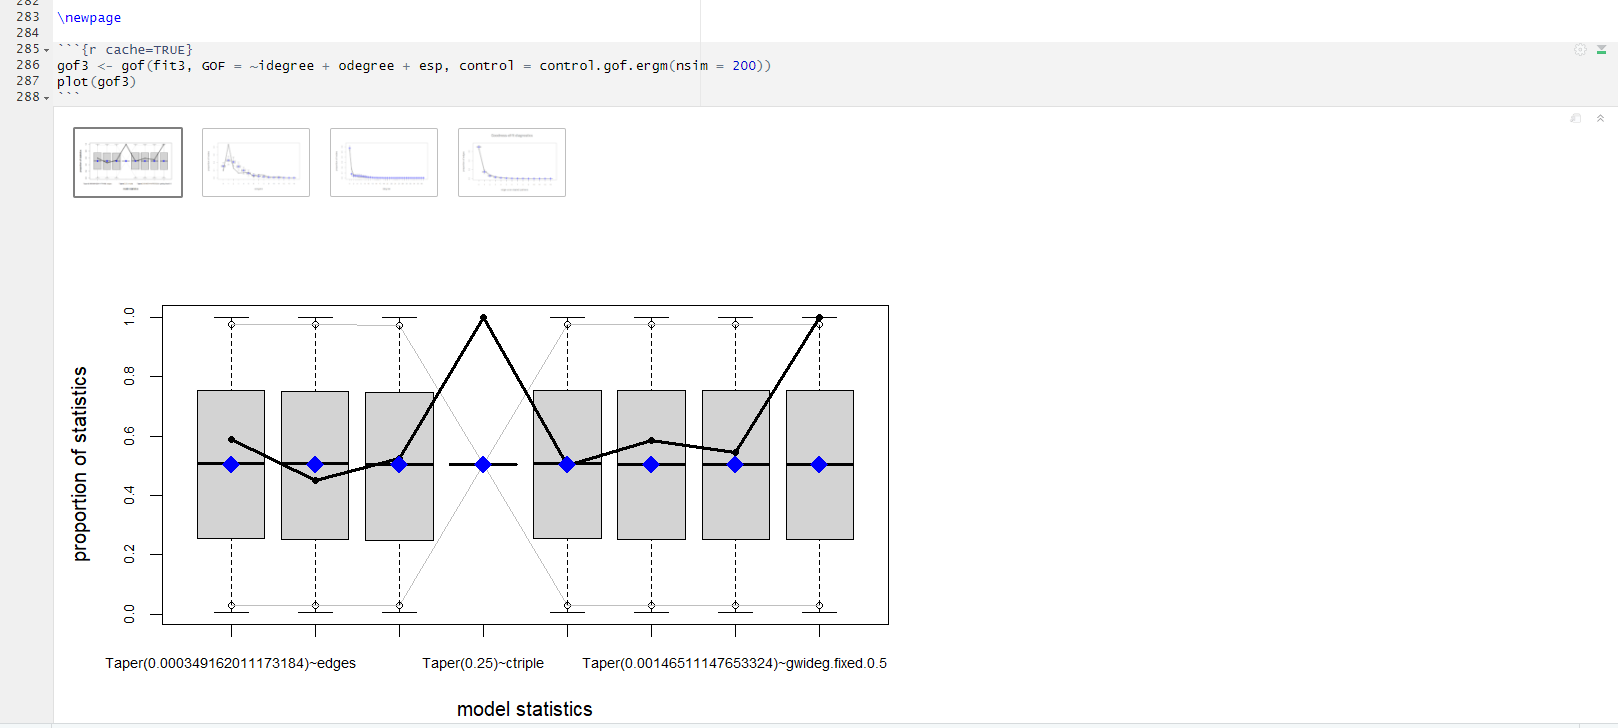 282
283 \newpage
284
285 ```{r cache=TRUE}
286 gof3 <- gof(fit3, GOF = ~idegree + odegree + esp, control = control.gof.ergm(nsim = 200))
287 plot(gof3)
288 ```
proportion of statistics
1.0
0.8
0.6
0.4
0.2
0.0
Taper(0.000349162011173184)~edges Taper(0.25)~ctriple Taper(0.00146511147653324)~gwideg.fixed.0.5
model statistics